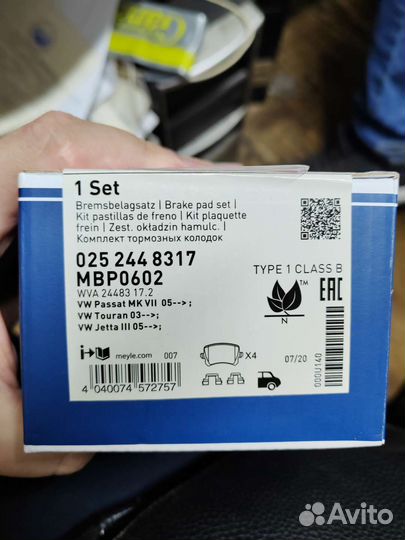 1 Set
Bremsbelagsatz | Brake pad set |
Kit pastillas de freno | Kit plaquette
frein | Zest. okładzin hamulc. |
Комплект тормозных колодок
025 244 8317
MBP0602
WVA 24483 17.2
VW Passat MK VII 05-->;
VW Touran 03-->;
VW Jetta III 05-->;
TYPE 1 CLASS B
N
EAC
i
meyle.com
007
X4
07/20
000U140
4 040074 572757
Avito